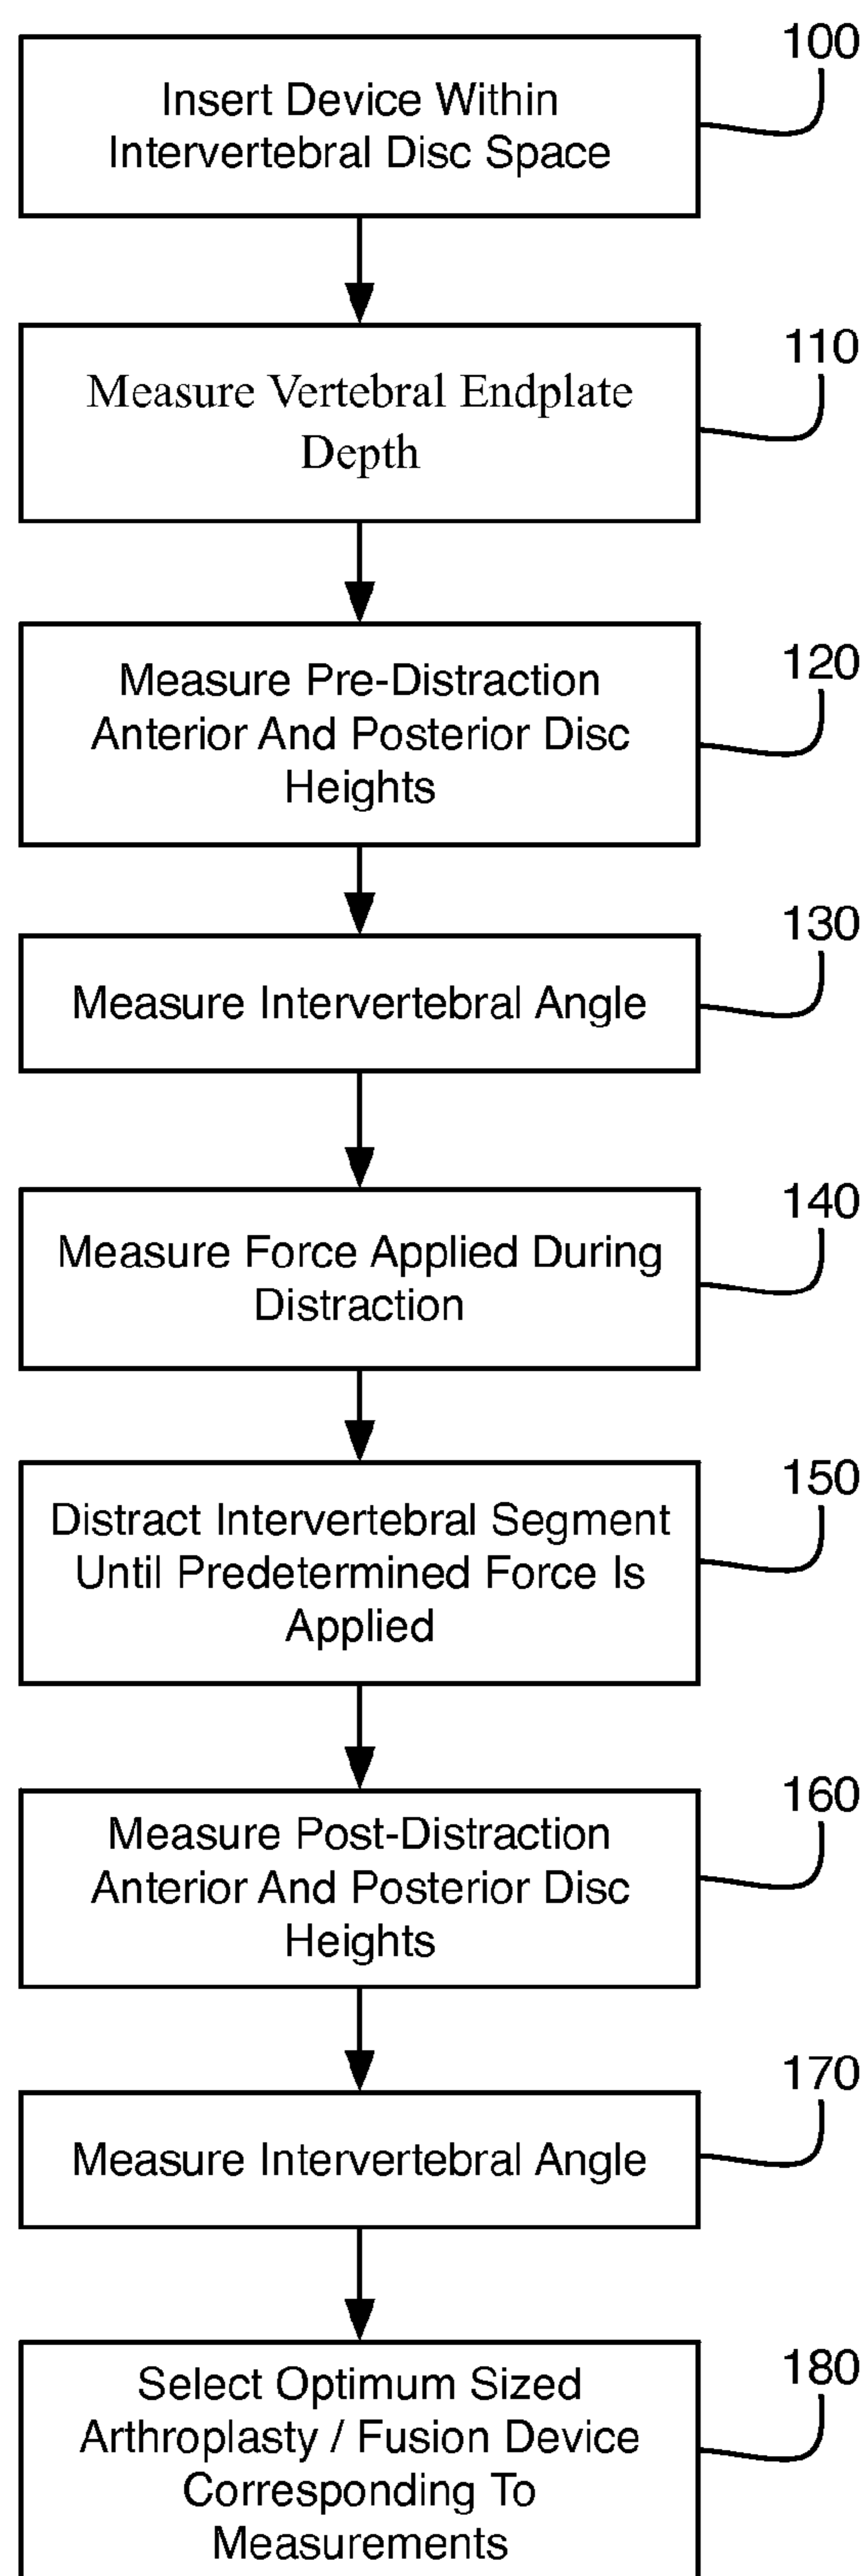 100
Insert Device Within
Intervertebral Disc Space
110
Measure Vertebral Endplate
Depth
120
Measure Pre-Distraction
Anterior And Posterior Disc
Heights
130
Measure Intervertebral Angle
140
Measure Force Applied During
Distraction
150
Distract Intervertebral Segment
Until Predetermined Force Is
Applied
160
Measure Post-Distraction
Anterior And Posterior Disc
Heights
170
Measure Intervertebral Angle
180
Select Optimum Sized
Arthroplasty / Fusion Device
Corresponding To
Measurements